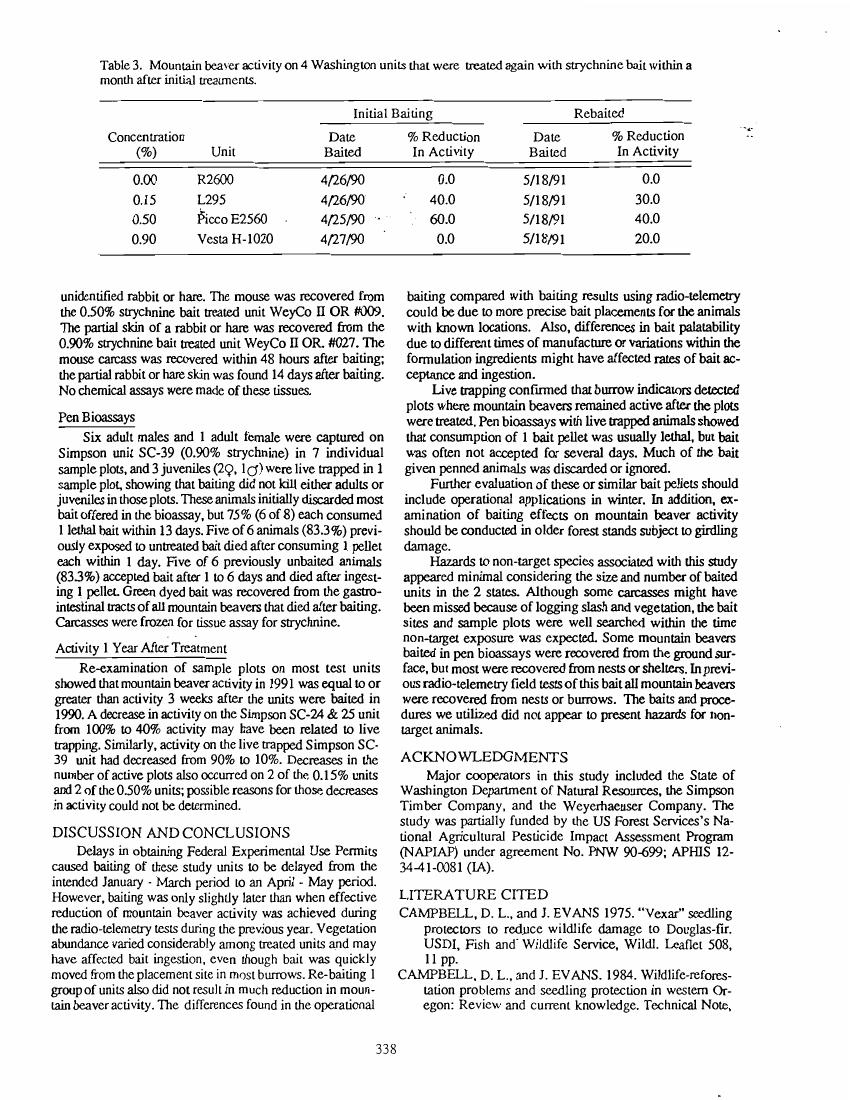 Table 3. Mountain beaver activity on 4 Washington units that were treated again with strychnine bait within a
month after initial treatments.
Initial Baiting Rebaited
Concentration Date % Reduction Date % Reduction
(%) Unit Baited In Activity Baited In Activity
0.00 R2600 4/26/90 0.0 5/18/91 0.0
0.15 L295 4/26/90 40.0 5/18/91 30.0
0.50 Picco E2560 4/25/90 60.0 5/18/91 40.0
0.90 Vesta H-1020 4/27/90 0.0 5/18/91 20.0
unidentified rabbit or hare. The mouse was recovered from
the 0.50% strychnine bait treated unit WeyCo II OR #009.
The partial skin of a rabbit or hare was recovered from the
0.90% strychnine bait treated unit WeyCo II OR. #027. The
mouse carcass was recovered within 48 hours after baiting;
the partial rabbit or hare skin was found 14 days after baiting.
No chemical assays were made of these tissues.
Pen Bioassays
Six adult males and 1 adult female were captured on
Simpson unit SC-39 (0.90% strychnine) in 7 individual
sample plots, and 3 juveniles (2♀, 1♂) were live trapped in 1
sample plot, showing that baiting did not kill either adults or
juveniles in those plots. These animals initially discarded most
bait offered in the bioassay, but 75% (6 of 8) each consumed
1 lethal bait within 13 days. Five of 6 animals (83.3%) previ-
ously exposed to untreated bait died after consuming 1 pellet
each within 1 day. Five of 6 previously unbaited animals
(83.3%) accepted bait after 1 to 6 days and died after ingest-
ing 1 pellet. Green dyed bait was recovered from the gastro-
intestinal tracts of all mountain beavers that died after baiting.
Carcasses were frozen for tissue assay for strychnine.
Activity 1 Year After Treatment
Re-examination of sample plots on most test units
showed that mountain beaver activity in 1991 was equal to or
greater than activity 3 weeks after the units were baited in
1990. A decrease in activity on the Simpson SC-24 & 25 unit
from 100% to 40% activity may have been related to live
trapping. Similarly, activity on the live trapped Simpson SC-
39 unit had decreased from 90% to 10%. Decreases in the
number of active plots also occurred on 2 of the 0.15% units
and 2 of the 0.50% units; possible reasons for those decreases
in activity could not be determined.
DISCUSSION AND CONCLUSIONS
Delays in obtaining Federal Experimental Use Permits
caused baiting of these study units to be delayed from the
intended January - March period to an April - May period.
However, baiting was only slightly later than when effective
reduction of mountain beaver activity was achieved during
the radio-telemetry tests during the previous year. Vegetation
abundance varied considerably among treated units and may
have affected bait ingestion, even though bait was quickly
moved from the placement site in most burrows. Re-baiting 1
group of units also did not result in much reduction in moun-
tain beaver activity. The differences found in the operational
baiting compared with baiting results using radio-telemetry
could be due to more precise bait placements for the animals
with known locations. Also, differences in bait palatability
due to different times of manufacture or variations within the
formulation ingredients might have affected rates of bait ac-
ceptance and ingestion.
Live trapping confirmed that burrow indicators detected
plots where mountain beavers remained active after the plots
were treated. Pen bioassays with live trapped animals showed
that consumption of 1 bait pellet was usually lethal, but bait
was often not accepted for several days. Much of the bait
given penned animals was discarded or ignored.
Further evaluation of these or similar bait pellets should
include operational applications in winter. In addition, ex-
amination of baiting effects on mountain beaver activity
should be conducted in older forest stands subject to girdling
damage.
Hazards to non-target species associated with this study
appeared minimal considering the size and number of baited
units in the 2 states. Although some carcasses might have
been missed because of logging slash and vegetation, the bait
sites and sample plots were well searched within the time
non-target exposure was expected. Some mountain beavers
baited in pen bioassays were recovered from the ground sur-
face, but most were recovered from nests or shelters. In previ-
ous radio-telemetry field tests of this bait all mountain beavers
were recovered from nests or burrows. The baits and proce-
dures we utilized did not appear to present hazards for non-
target animals.
ACKNOWLEDGMENTS
Major cooperators in this study included the State of
Washington Department of Natural Resources, the Simpson
Timber Company, and the Weyerhaeuser Company. The
study was partially funded by the US Forest Services's Na-
tional Agricultural Pesticide Impact Assessment Program
(NAPIAP) under agreement No. PNW 90-699; APHIS 12-
34-41-0081 (IA).
LITERATURE CITED
CAMPBELL, D. L., and J. EVANS 1975. "Vexar" seedling
protectors to reduce wildlife damage to Douglas-fir.
USDI, Fish and Wildlife Service, Wildl. Leaflet 508,
11 pp.
CAMPBELL, D. L., and J. EVANS. 1984. Wildlife-refores-
tation problems and seedling protection in western Or-
egon: Review and current knowledge. Technical Note,
338